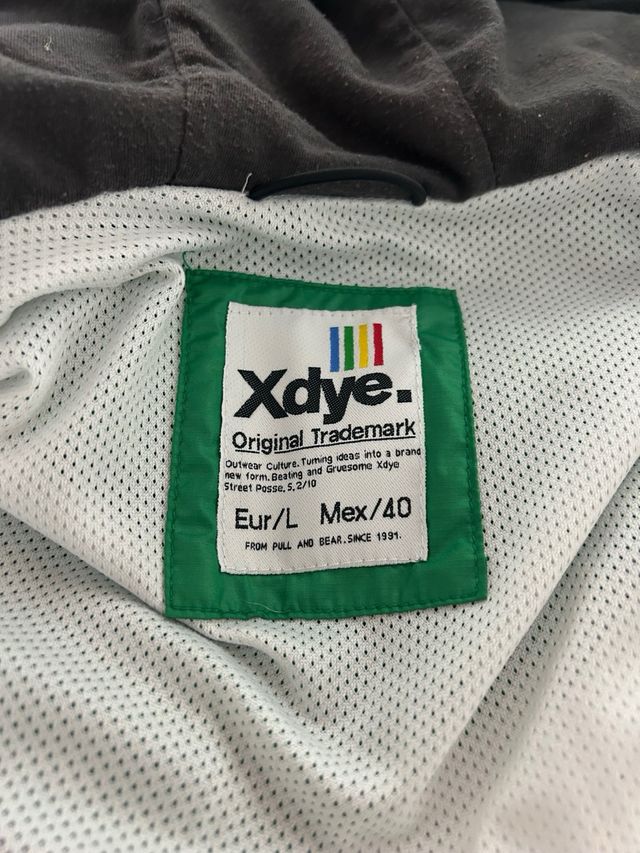 Xdye.
Original Trademark
Outwear Culture. Turning ideas into a brand
new form. Beating and Gruesome Xdye
Street Posse. 5. 2/10
Eur/L Mex/40
FROM PULL AND BEAR. SINCE 1991.